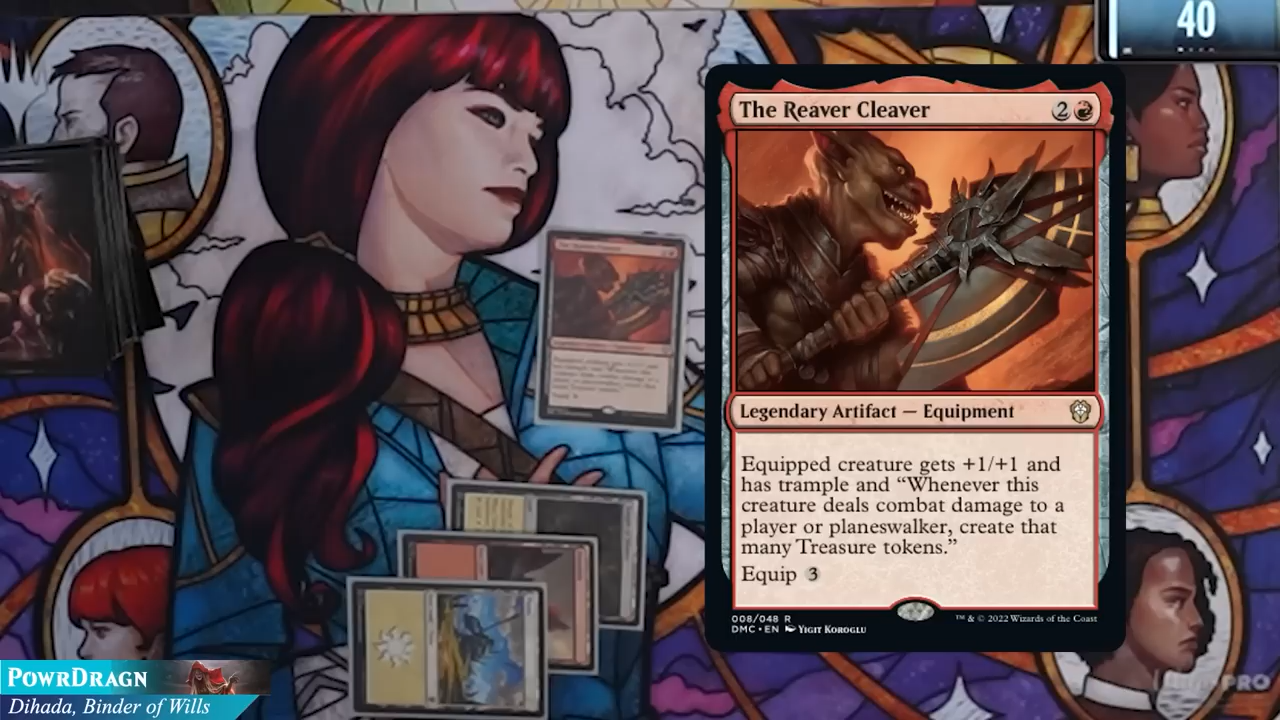 40
The Reaver Cleaver 2
Legendary Artifact — Equipment
Equipped creature gets +1/+1 and
has trample and “Whenever this
creature deals combat damage to a
player or planeswalker, create that
many Treasure tokens.”
Equip 3
008/048 R
DMC • EN YIGIT KOROGLU
™ & © 2022 Wizards of the Coast
POWRDRAGN
Dihada, Binder of Wills
PRO